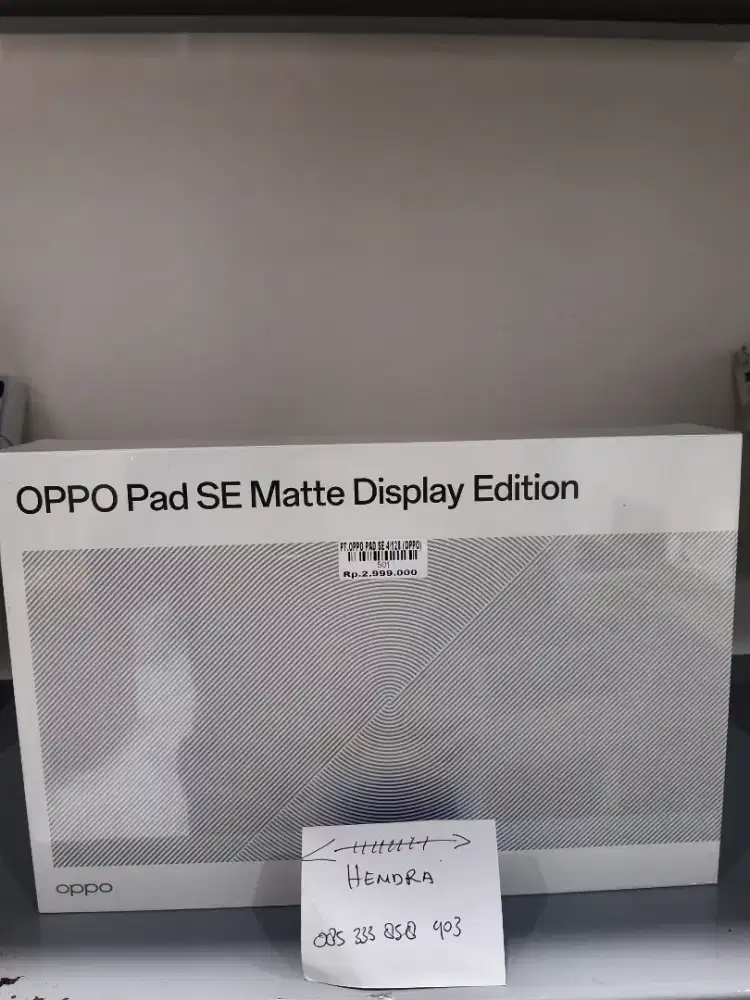 OPPO Pad SE Matte Display Edition
PT.OPPO PAD SE 4/128 (OPPO)
501
Rp.2.999.000
oppo
HENDRA
085 333 858 403